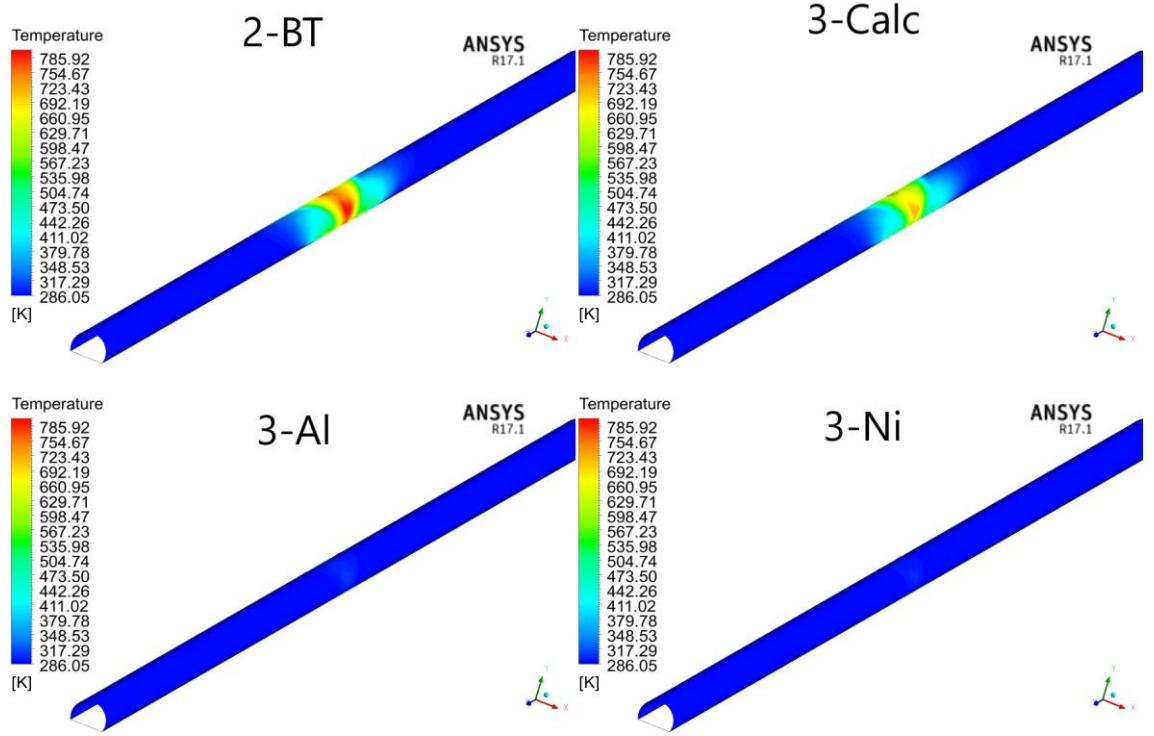 2-BT
Temperature
785.92
754.67
723.43
692.19
660.95
629.71
598.47
567.23
535.98
504.74
473.50
442.26
411.02
379.78
348.53
317.29
286.05
[K]
ANSYS
R17.1
Y
X
3-Calc
Temperature
785.92
754.67
723.43
692.19
660.95
629.71
598.47
567.23
535.98
504.74
473.50
442.26
411.02
379.78
348.53
317.29
286.05
[K]
ANSYS
R17.1
Y
X
3-Al
Temperature
785.92
754.67
723.43
692.19
660.95
629.71
598.47
567.23
535.98
504.74
473.50
442.26
411.02
379.78
348.53
317.29
286.05
[K]
ANSYS
R17.1
Y
X
3-Ni
Temperature
785.92
754.67
723.43
692.19
660.95
629.71
598.47
567.23
535.98
504.74
473.50
442.26
411.02
379.78
348.53
317.29
286.05
[K]
ANSYS
R17.1
Y
X